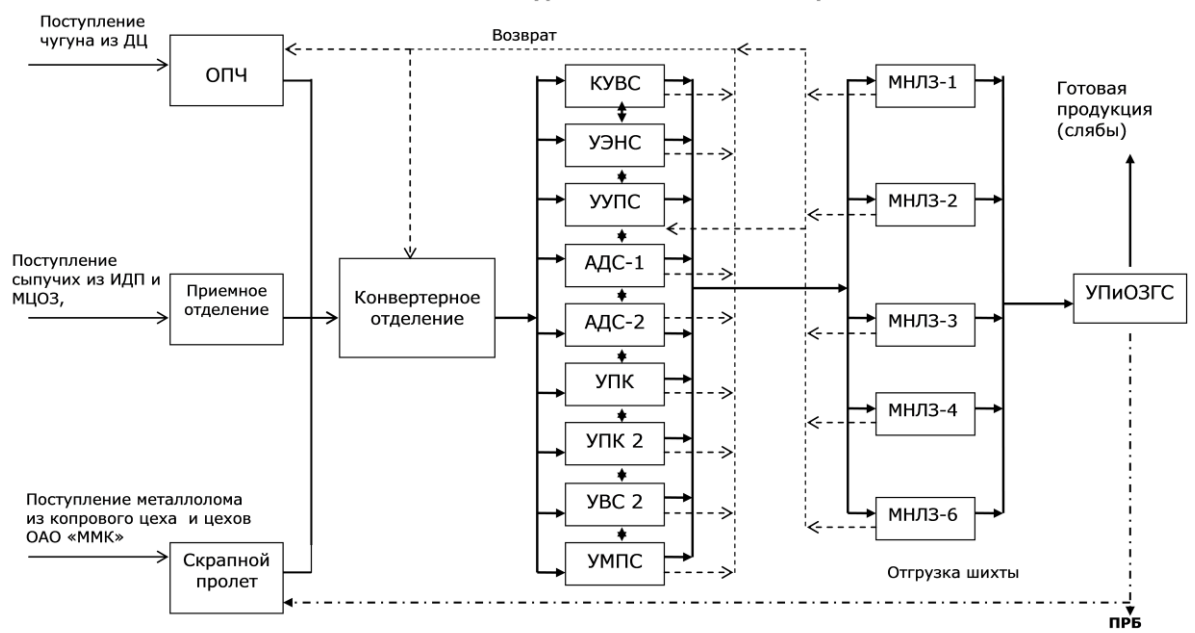 Поступление
чугуна из ДЦ
ОПЧ
Возврат
КУВС
УЭНС
УУПС
АДС-1
АДС-2
УПК
УПК 2
УВС 2
УМПС
МНЛЗ-1
МНЛЗ-2
МНЛЗ-3
МНЛЗ-4
МНЛЗ-6
Готовая
продукция
(слябы)
УПиОЗГС
Поступление
сыпучих из ИДП и
МЦОЗ,
Приемное
отделение
Конвертерное
отделение
Поступление металлолома
из копрового цеха и цехов
ОАО «ММК»
Скрапной
пролет
Отгрузка шихты
ПРБ